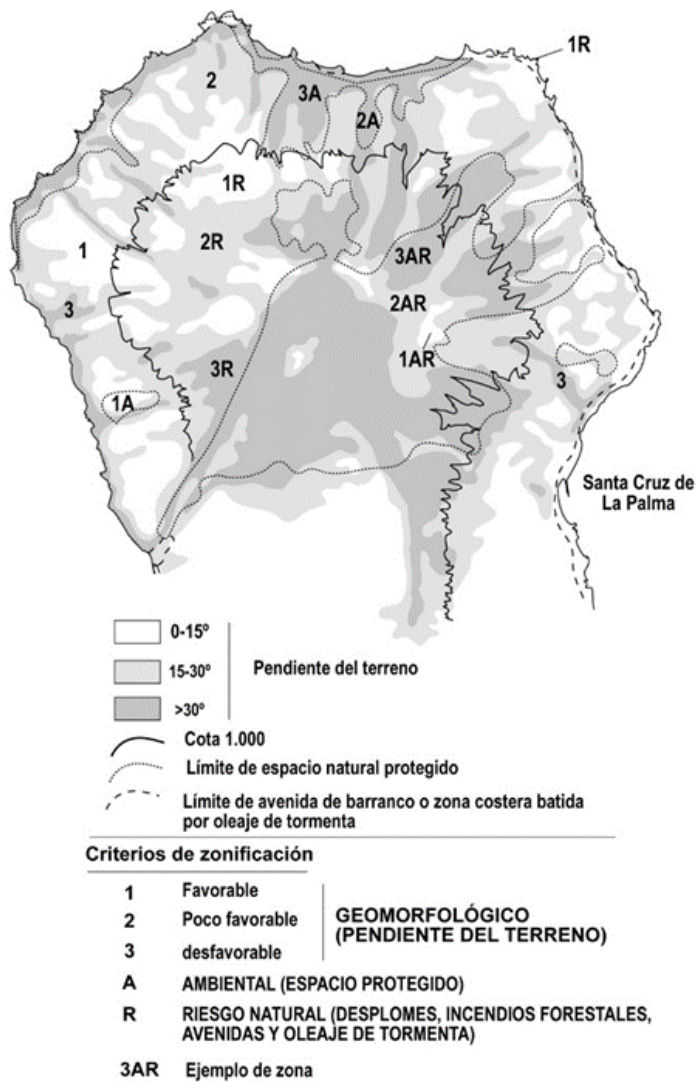 1R
2
3A
2A
1R
1
2R
3AR
3
2AR
3R
1AR
3
1A
Santa Cruz de
La Palma
0-15º
15-30º
>30º
Pendiente del terreno
Cota 1.000
Límite de espacio natural protegido
Límite de avenida de barranco o zona costera batida
por oleaje de tormenta
Criterios de zonificación
1 Favorable
2 Poco favorable
3 desfavorable
GEOMORFOLÓGICO
(PENDIENTE DEL TERRENO)
A AMBIENTAL (ESPACIO PROTEGIDO)
R RIESGO NATURAL (DESPLOMES, INCENDIOS FORESTALES,
AVENIDAS Y OLEAJE DE TORMENTA)
3AR Ejemplo de zona